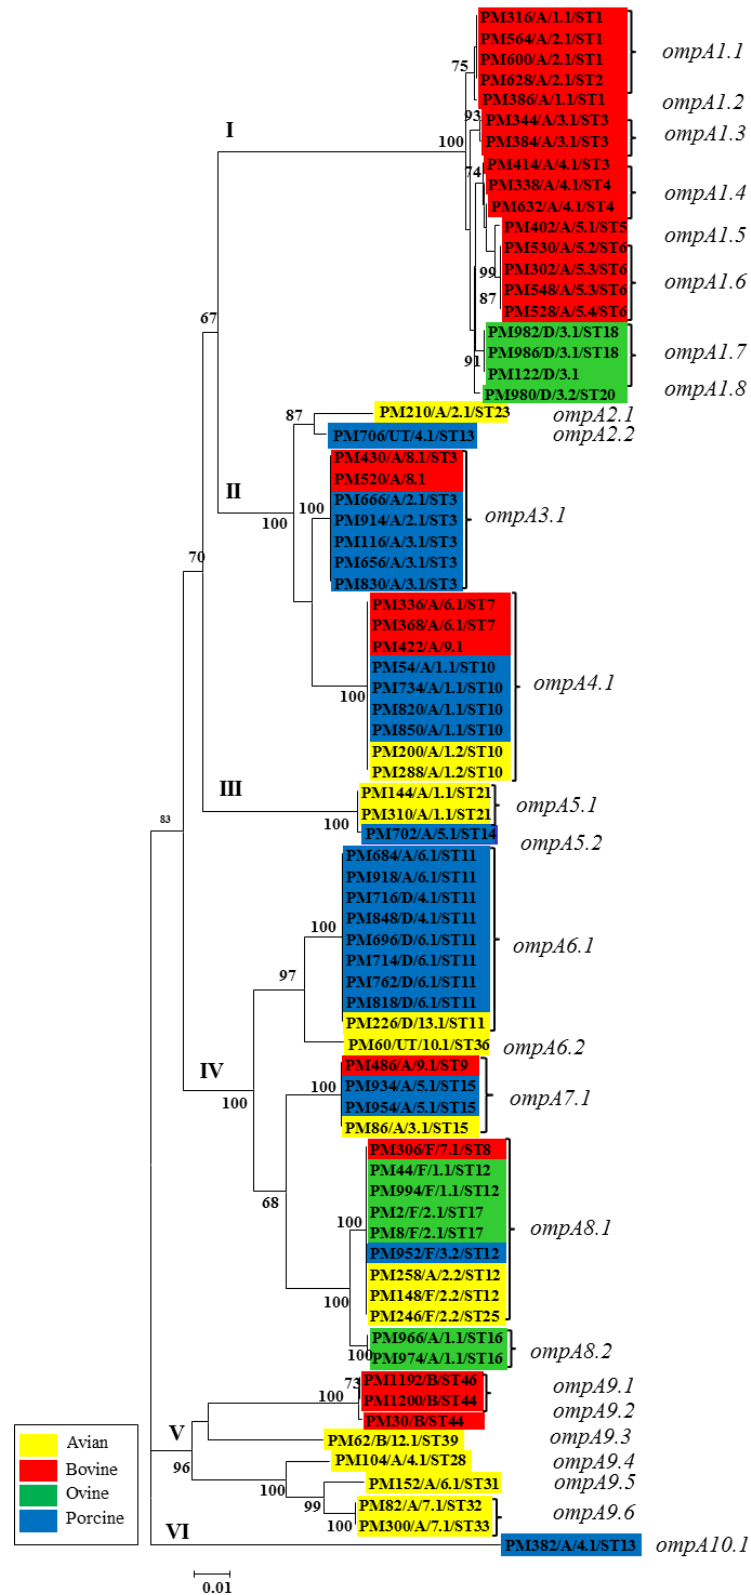 PM316/A/1.1/ST1
PM564/A/2.1/ST1
ompA1.1
PM600/A/2.1/ST1
75
PM628/A/2.1/ST2
PM386/A/1.1/ST1
ompA1.2
93
PM344/A/3.1/ST3
I
ompA1.3
100
PM384/A/3.1/ST3
74
PM414/A/4.1/ST3
PM338/A/4.1/ST4
ompA1.4
PM632/A/4.1/ST4
PM402/A/5.1/ST5
ompA1.5
PM530/A/5.2/ST6
99
PM302/A/5.3/ST6
ompA1.6
87
PM548/A/5.3/ST6
PM528/A/5.4/ST6
67
PM982/D/3.1/ST18
PM986/D/3.1/ST18
ompA1.7
91
PM122/D/3.1
PM980/D/3.2/ST20
ompA1.8
87
PM210/A/2.1/ST23
ompA2.1
PM706/UT/4.1/ST13
ompA2.2
PM430/A/8.1/ST3
PM520/A/8.1
II
PM666/A/2.1/ST3
100
100
PM914/A/2.1/ST3
ompA3.1
PM116/A/3.1/ST3
70
PM656/A/3.1/ST3
PM830/A/3.1/ST3
PM336/A/6.1/ST7
PM368/A/6.1/ST7
PM422/A/9.1
PM54/A/1.1/ST10
100
PM734/A/1.1/ST10
ompA4.1
PM820/A/1.1/ST10
PM850/A/1.1/ST10
PM200/A/1.2/ST10
PM288/A/1.2/ST10
III
PM144/A/1.1/ST21
ompA5.1
83
100
PM310/A/1.1/ST21
PM702/A/5.1/ST14
ompA5.2
PM684/A/6.1/ST11
PM918/A/6.1/ST11
PM716/D/4.1/ST11
100
PM848/D/4.1/ST11
PM696/D/6.1/ST11
ompA6.1
97
PM714/D/6.1/ST11
PM762/D/6.1/ST11
PM818/D/6.1/ST11
PM226/D/13.1/ST11
PM60/UT/10.1/ST36
ompA6.2
IV
PM486/A/9.1/ST9
100
100
PM934/A/5.1/ST15
ompA7.1
PM954/A/5.1/ST15
PM86/A/3.1/ST15
PM306/F/7.1/ST8
PM44/F/1.1/ST12
68
PM994/F/1.1/ST12
100
PM2/F/2.1/ST17
PM8/F/2.1/ST17
ompA8.1
PM952/F/3.2/ST12
PM258/A/2.2/ST12
100
PM148/F/2.2/ST12
PM246/F/2.2/ST25
PM966/A/1.1/ST16
100
PM974/A/1.1/ST16
ompA8.2
73
PM1192/B/ST46
ompA9.1
100
PM1200/B/ST44
V
PM30/B/ST44
ompA9.2
PM62/B/12.1/ST39
ompA9.3
96
PM104/A/4.1/ST28
ompA9.4
100
PM152/A/6.1/ST31
ompA9.5
99
PM82/A/7.1/ST32
ompA9.6
100
PM300/A/7.1/ST33
VI
PM382/A/4.1/ST13
ompA10.1
Avian
Bovine
Ovine
Porcine
0.01